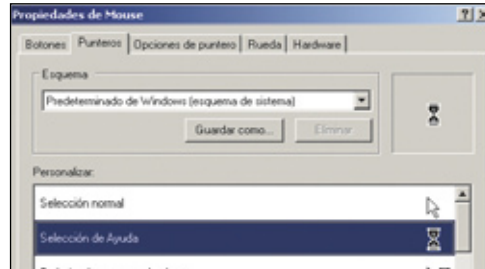 Propiedades de Mouse
Botones Punteros Opciones de puntero Rueda Hardware
Esquema
Predeterminado de Windows (esquema de sistema)
Guardar como... Eliminar
Personalizar:
Selección normal
Selección de Ayuda